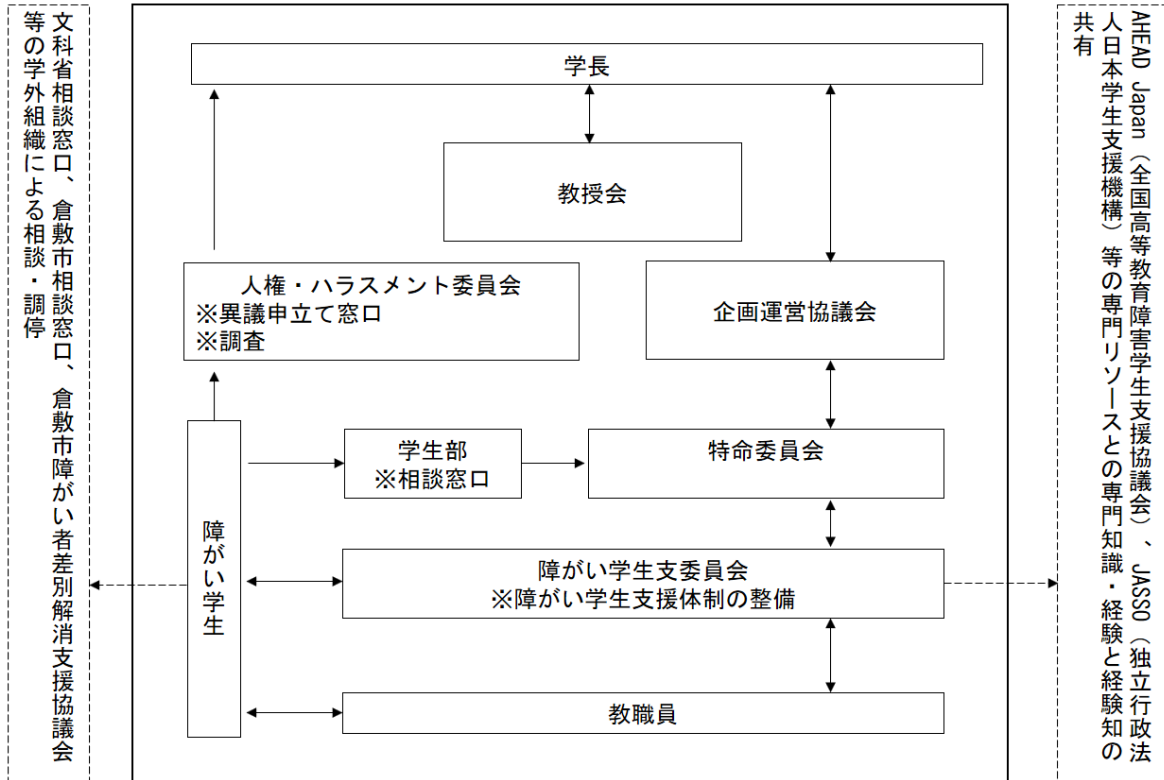 学長
教授会
人権・ハラスメント委員会
※異議申立て窓口
※調査
企画運営協議会
学生部
※相談窓口
特命委員会
障がい学生
障がい学生支委員会
※障がい学生支援体制の整備
教職員
文科省相談窓口、倉敷市相談窓口、倉敷市障がい者差別解消支援協議会
等の学外組織による相談・調停
AHEAD Japan（全国高等教育障害学生支援協議会）、JASSO（独立行政法
人日本学生支援機構）等の専門リソースとの専門知識・経験と経験知の
共有